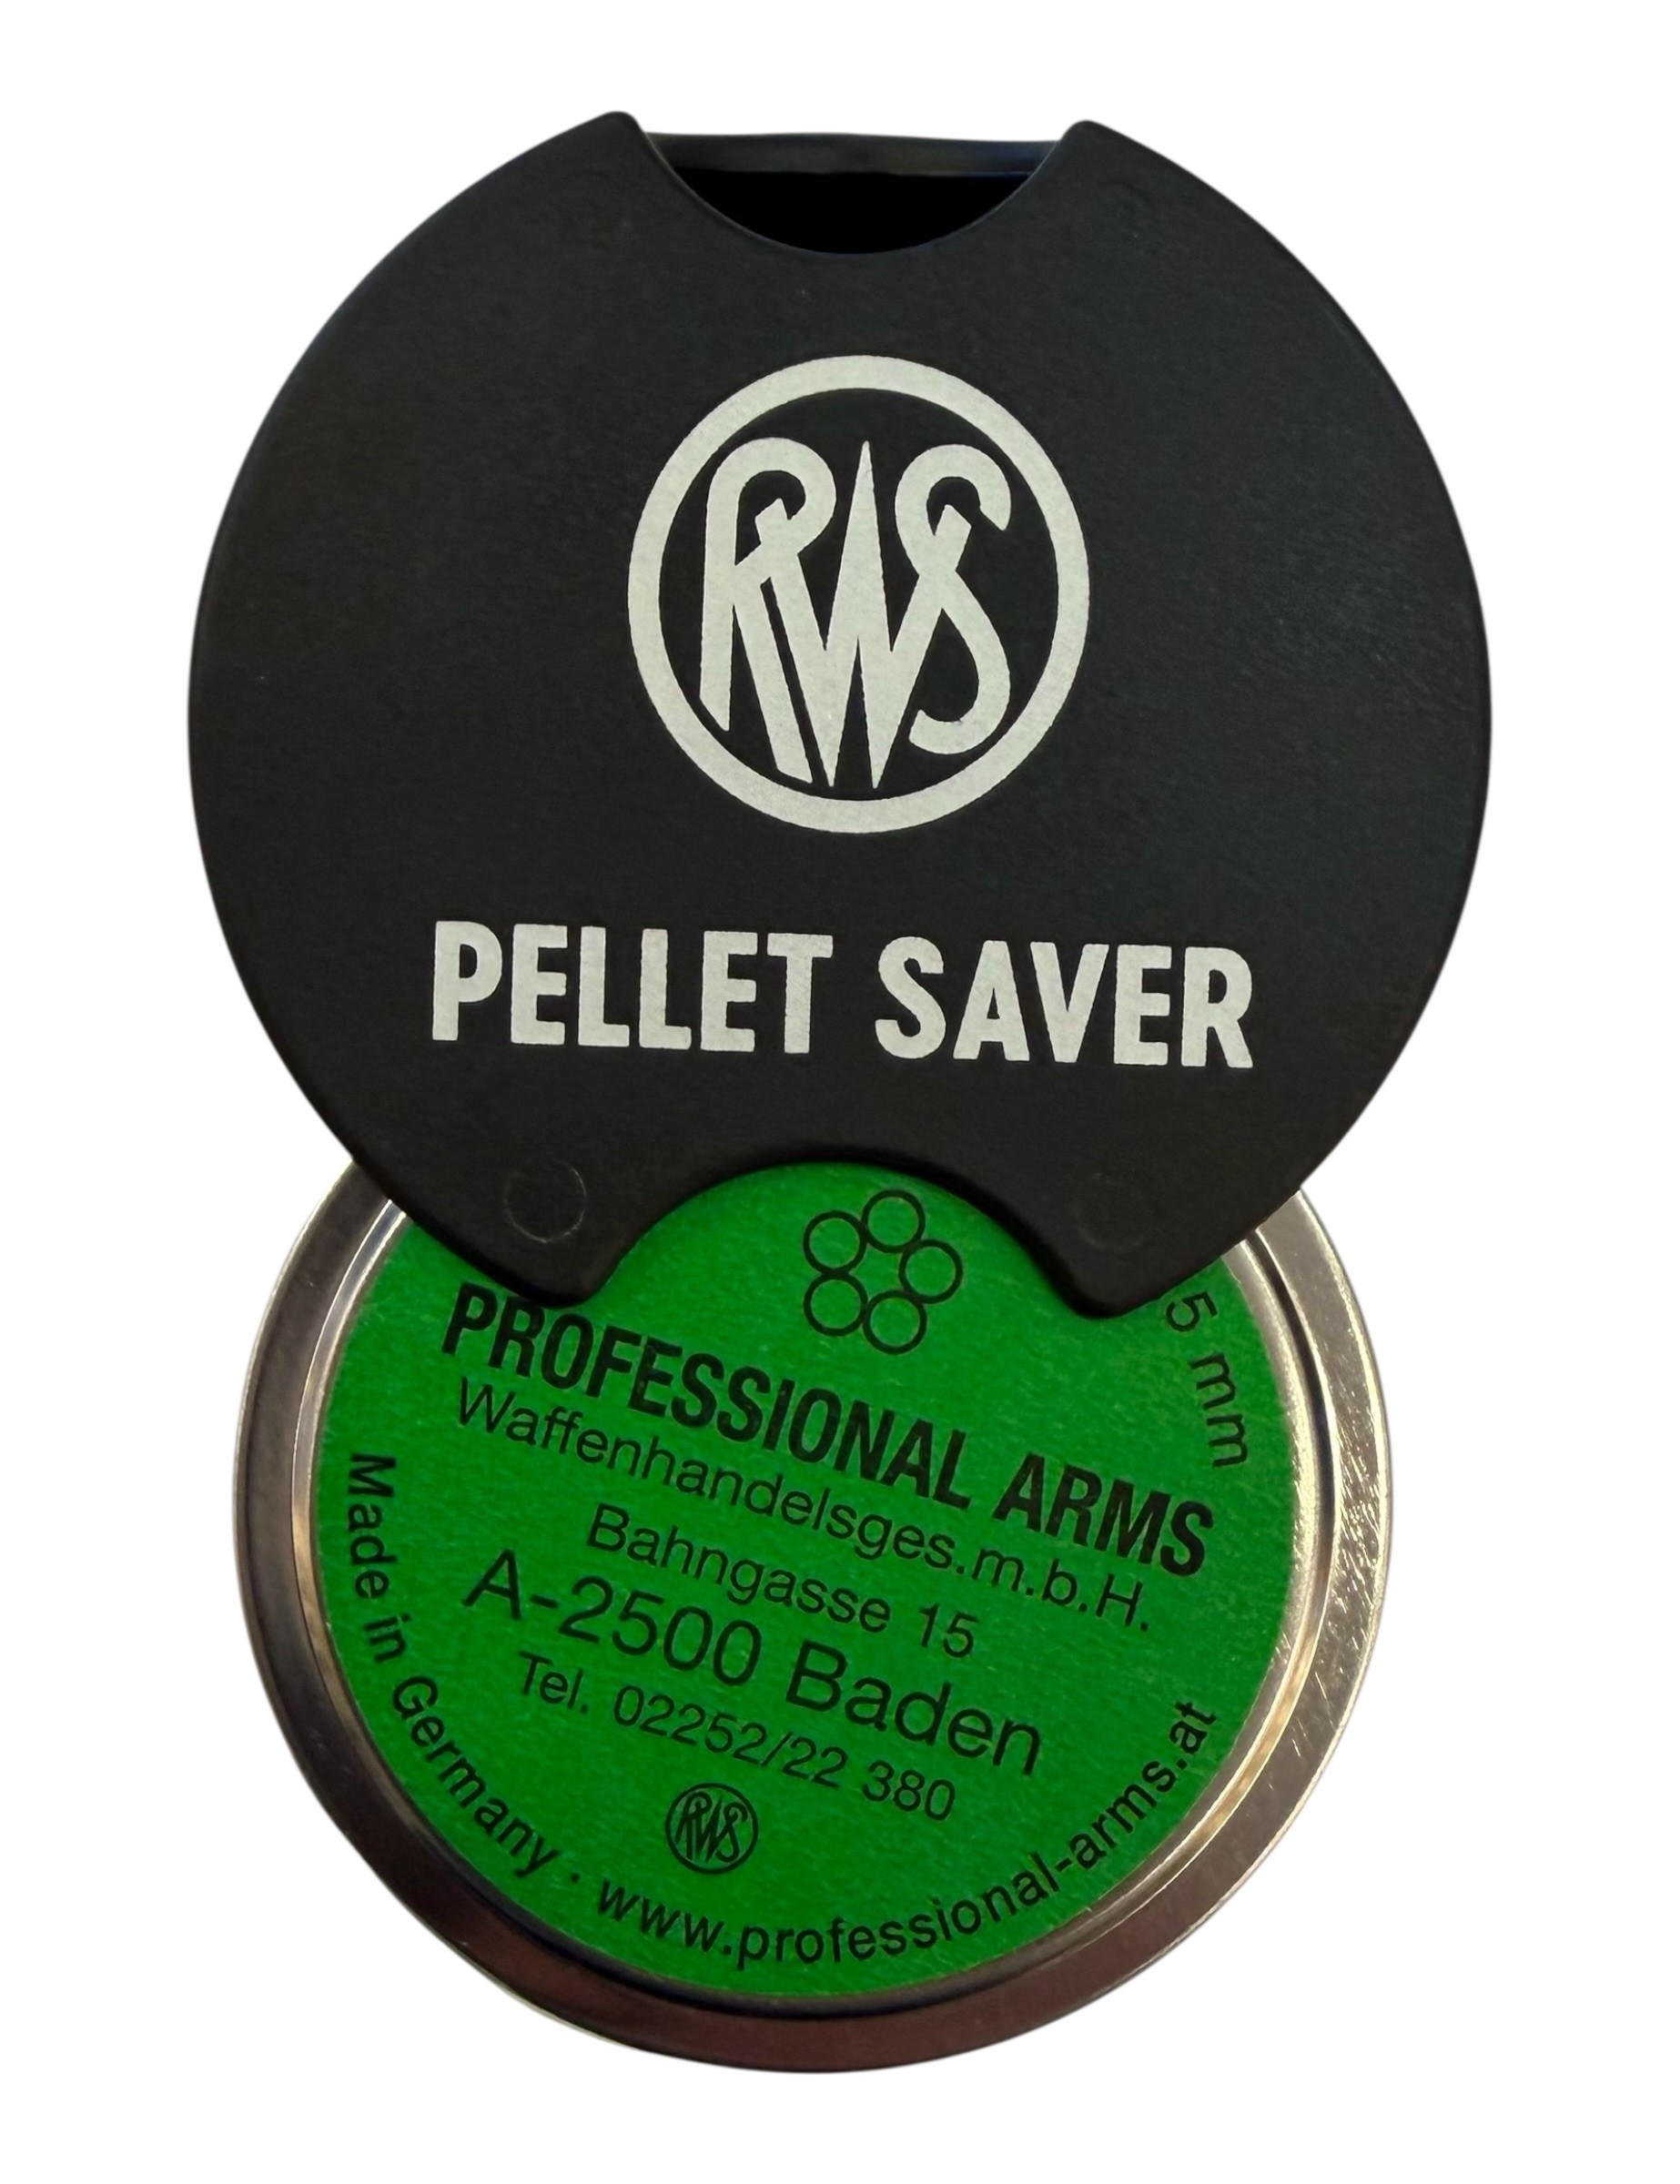 RWS
PELLET SAVER
5 mm
PROFESSIONAL ARMS
Waffenhandelsges.m.b.H.
Bahngasse 15
A-2500 Baden
Tel. 02252/22 380
RWS
Made in Germany · www.professional-arms.at